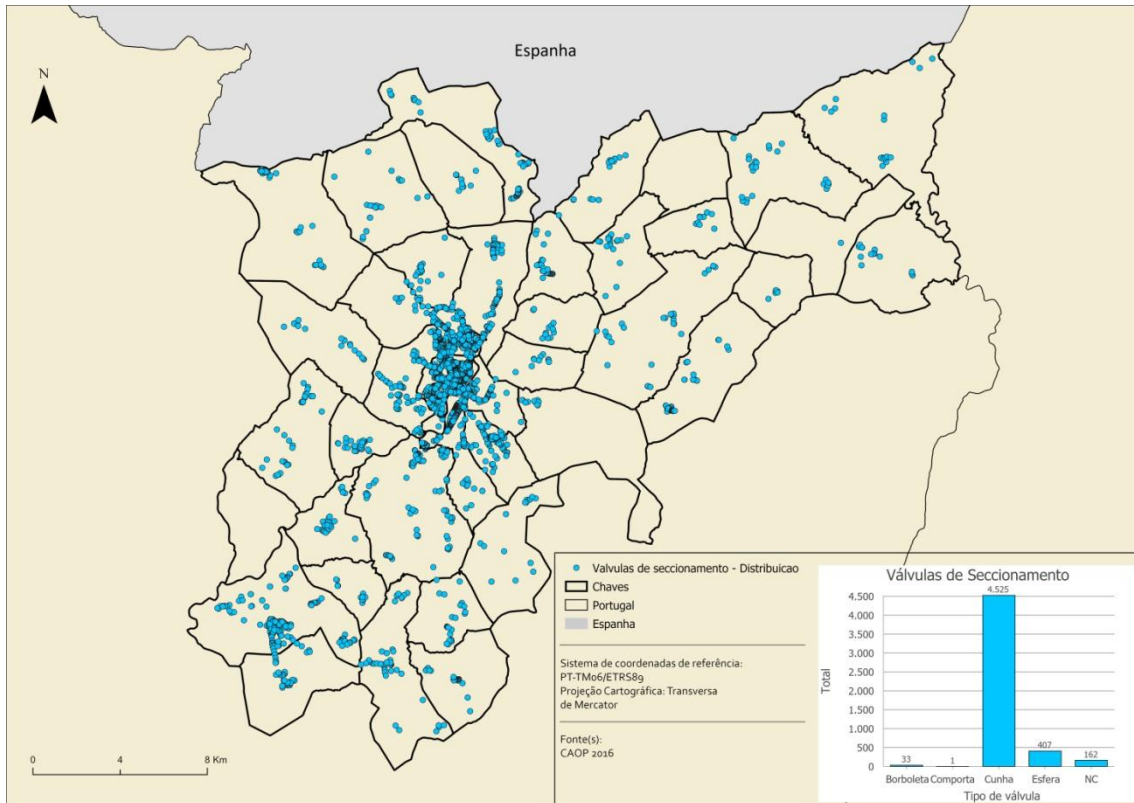 Espanha
N
Valvulas de seccionamento - Distribuicao
Chaves
Portugal
Espanha
Sistema de coordenadas de referência:
PT-TM06/ETRS89
Projeção Cartográfica: Transversa
de Mercator
Fonte(s):
CAOP 2016
0 4 8 Km
Válvulas de Seccionamento
Total
4.500
4.000
3.500
3.000
2.500
2.000
1.500
1.000
500
0
33
1
4.525
407
162
Borboleta Comporta Cunha Esfera NC
Tipo de válvula